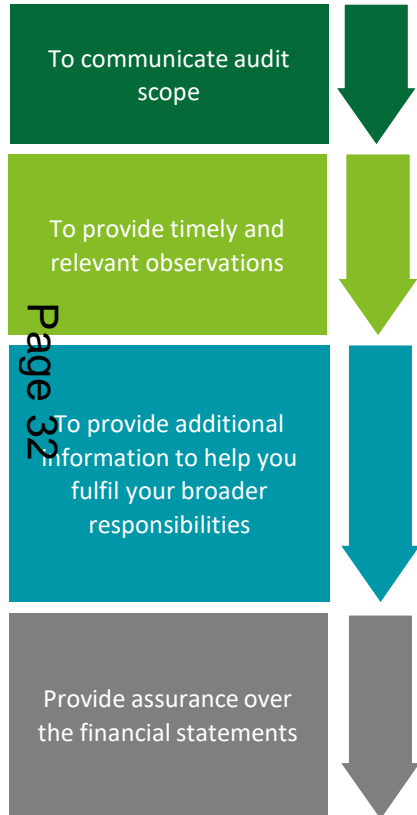 To communicate audit
scope
To provide timely and
relevant observations
Page 32
To provide additional
information to help you
fulfil your broader
responsibilities
Provide assurance over
the financial statements